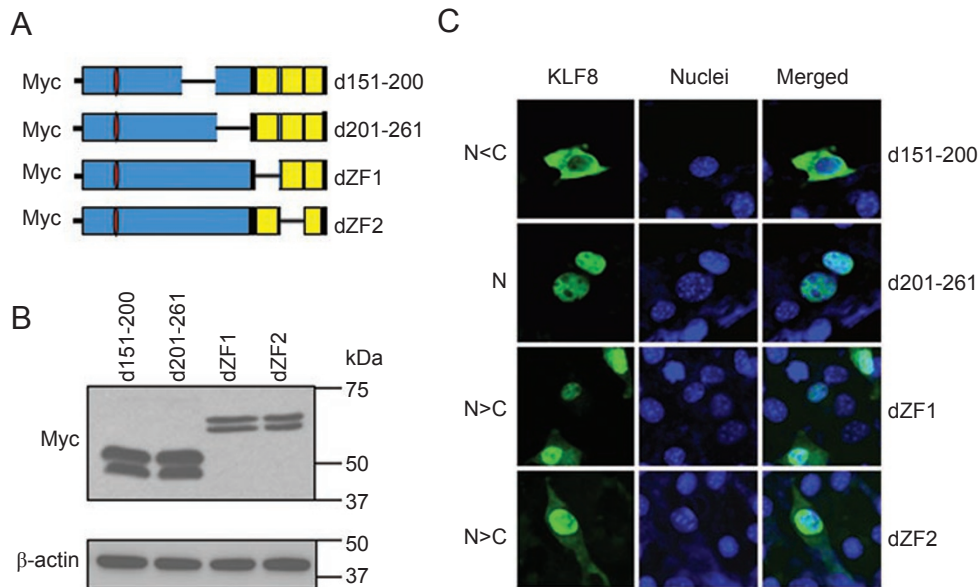 A
Myc d151-200
Myc d201-261
Myc dZF1
Myc dZF2
B
d151-200 d201-261 dZF1 dZF2 kDa
Myc
75
50
37
β-actin
50
37
C
KLF8 Nuclei Merged
N<C d151-200
N d201-261
N>C dZF1
N>C dZF2